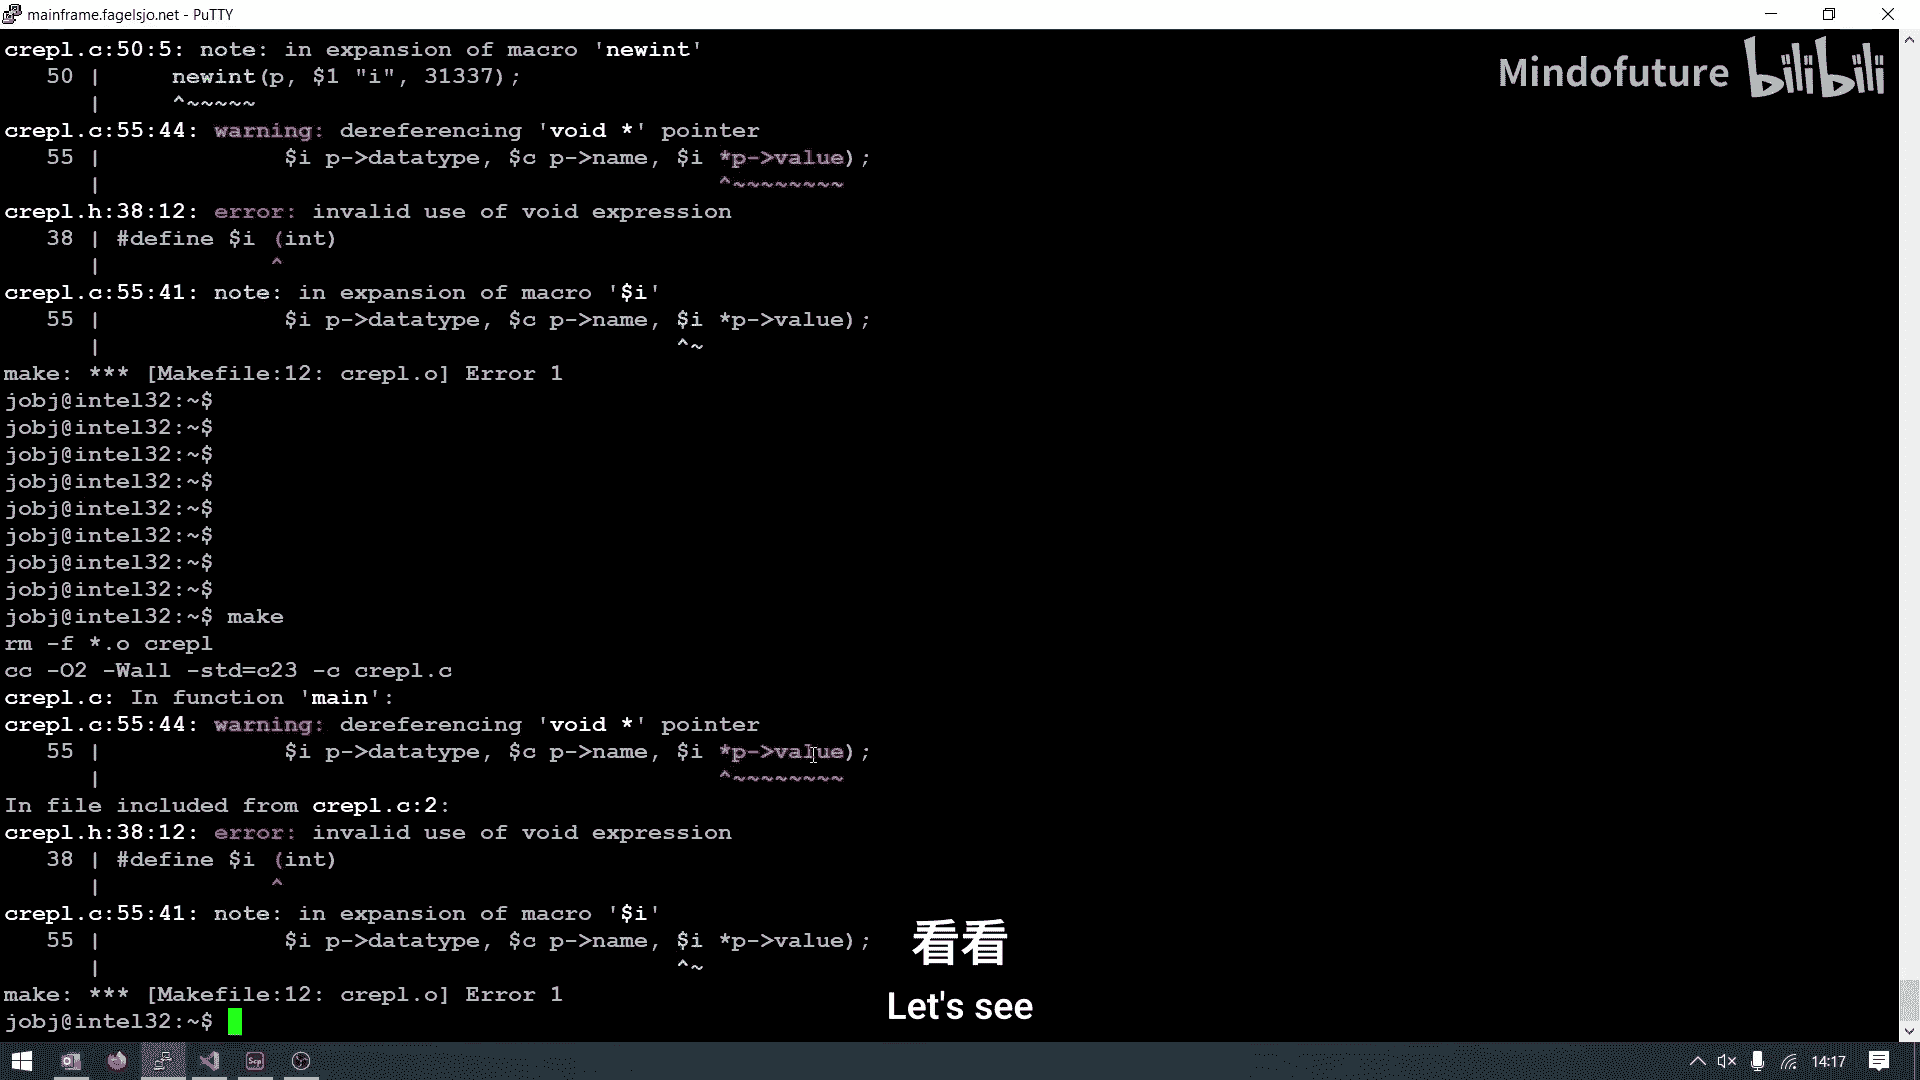 mainframe.fagelsjo.net - PuTTY
crepl.c:50:5: note: in expansion of macro 'newint'
   50 |     newint(p, $1 "i", 31337);
      |     ^~~~~~
crepl.c:55:44: warning: dereferencing 'void *' pointer
   55 |             $i p->datatype, $c p->name, $i *p->value);
      |                                            ^~~~~~~~~
crepl.h:38:12: error: invalid use of void expression
   38 | #define $i (int)
      |            ^
crepl.c:55:41: note: in expansion of macro '$i'
   55 |             $i p->datatype, $c p->name, $i *p->value);
      |                                         ^~
make: *** [Makefile:12: crepl.o] Error 1
jobj@intel32:~$
jobj@intel32:~$
jobj@intel32:~$
jobj@intel32:~$
jobj@intel32:~$
jobj@intel32:~$
jobj@intel32:~$
jobj@intel32:~$
jobj@intel32:~$ make
rm -f *.o crepl
cc -O2 -Wall -std=c23 -c crepl.c
crepl.c: In function 'main':
crepl.c:55:44: warning: dereferencing 'void *' pointer
   55 |             $i p->datatype, $c p->name, $i *p->value);
      |                                            ^~~~~~~~~
In file included from crepl.c:2:
crepl.h:38:12: error: invalid use of void expression
   38 | #define $i (int)
      |            ^
crepl.c:55:41: note: in expansion of macro '$i'
   55 |             $i p->datatype, $c p->name, $i *p->value);
      |                                         ^~
make: *** [Makefile:12: crepl.o] Error 1
jobj@intel32:~$
Mindofuture bilibili
看看
Let's see
Scp
14:17